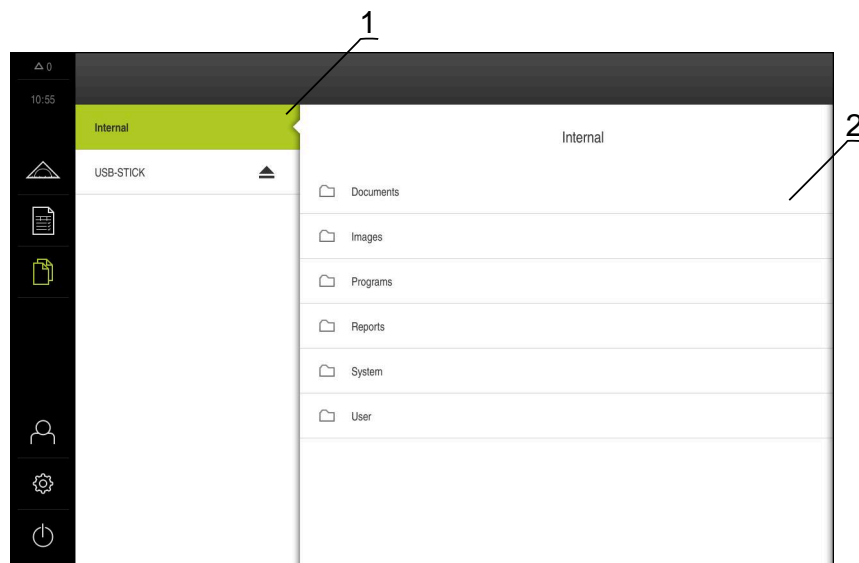 1
0
10:55
Internal
USB-STICK
Internal
2
Documents
Images
Programs
Reports
System
User